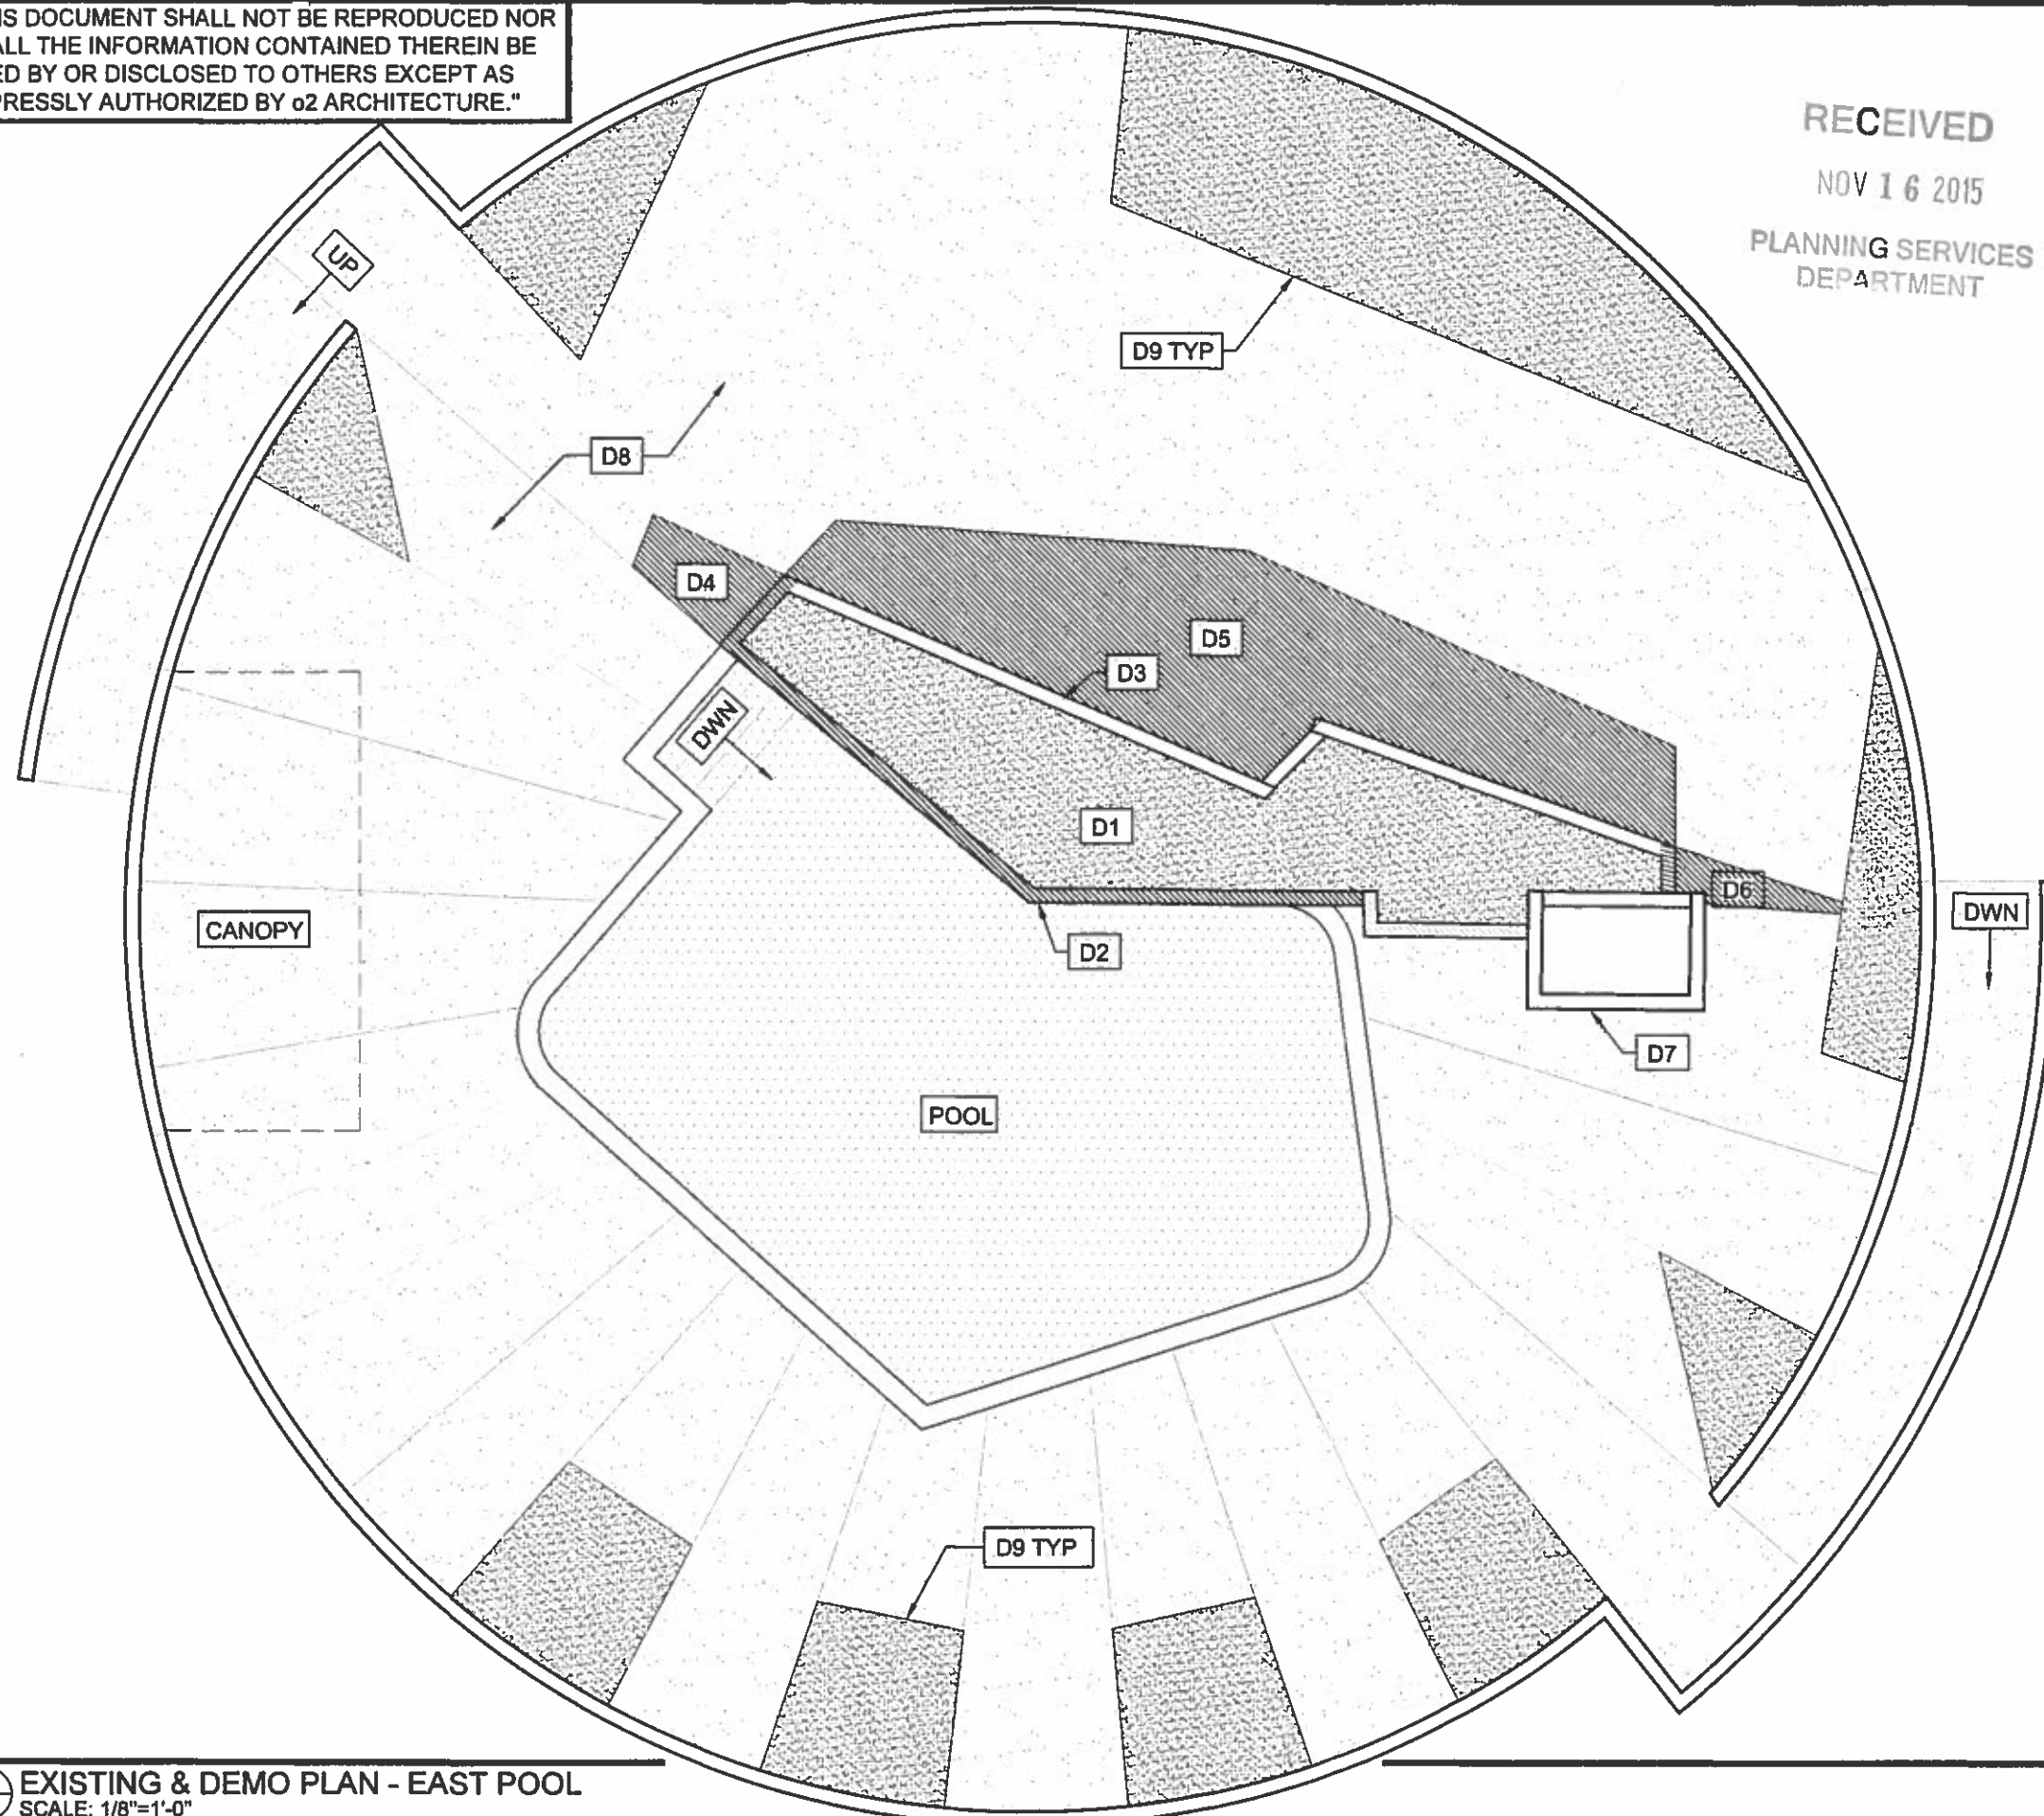 IS DOCUMENT SHALL NOT BE REPRODUCED NOR
ALL THE INFORMATION CONTAINED THEREIN BE
ED BY OR DISCLOSED TO OTHERS EXCEPT AS
PRESSLY AUTHORIZED BY o2 ARCHITECTURE."
RECEIVED
NOV 16 2015
PLANNING SERVICES
DEPARTMENT
UP
D9 TYP
D8
D4
D5
D3
DWN
D1
D6
CANOPY
DWN
D2
D7
POOL
D9 TYP
EXISTING & DEMO PLAN - EAST POOL
SCALE: 1/8"=1'-0"